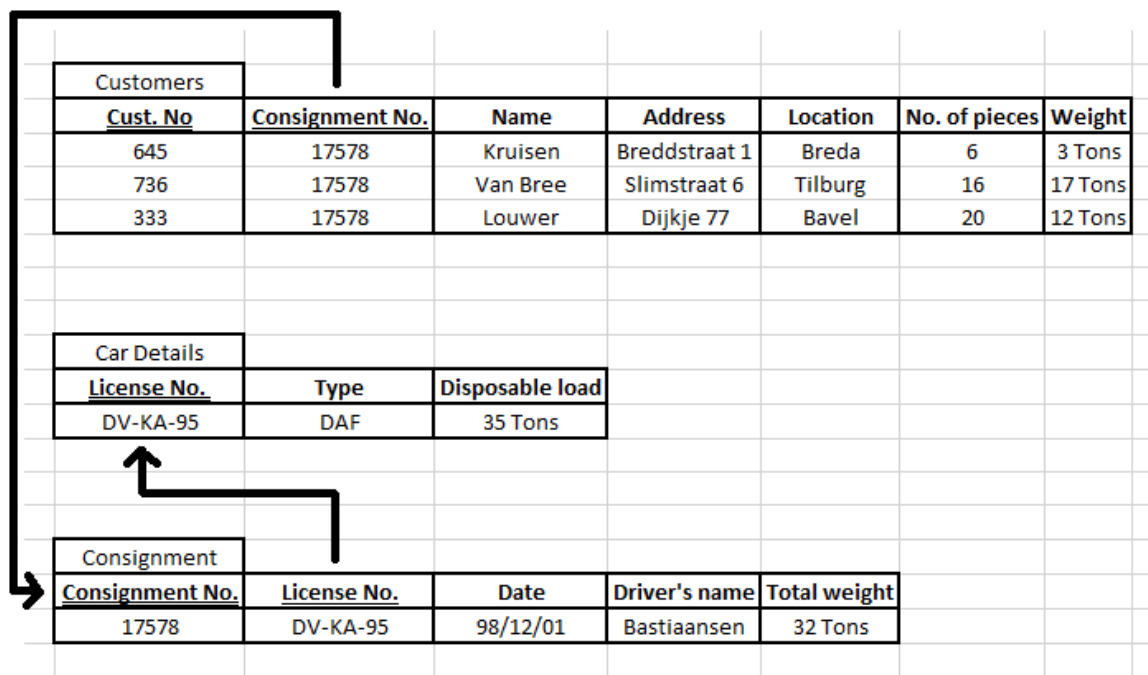 Customers
Cust. No Consignment No. Name Address Location No. of pieces Weight
645 17578 Kruisen Breddstraat 1 Breda 6 3 Tons
736 17578 Van Bree Slimstraat 6 Tilburg 16 17 Tons
333 17578 Louwer Dijkje 77 Bavel 20 12 Tons
Car Details
License No. Type Disposable load
DV-KA-95 DAF 35 Tons
Consignment
Consignment No. License No. Date Driver's name Total weight
17578 DV-KA-95 98/12/01 Bastiaansen 32 Tons